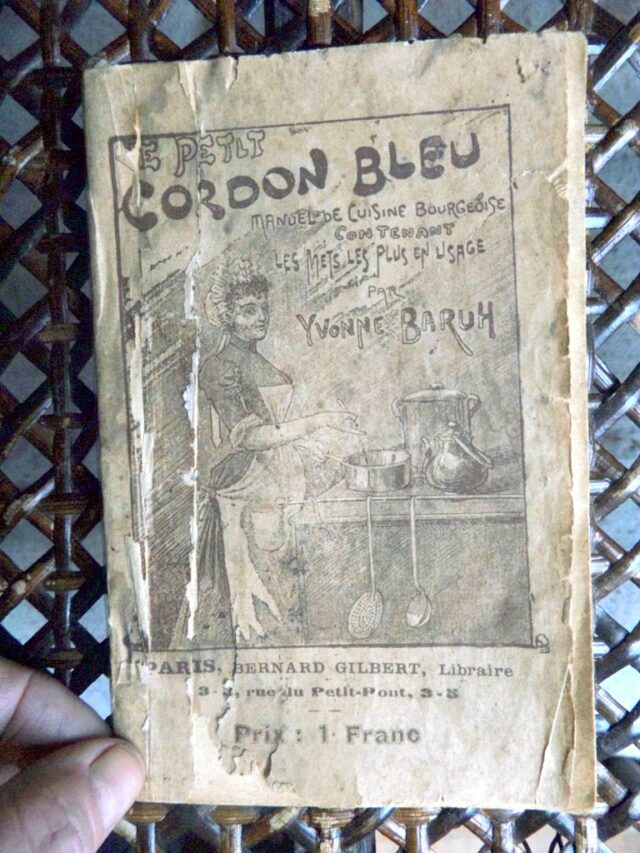 E PETIT
CORDON BLEU
MANUEL DE CUISINE BOURGEOISE
CONTENANT
LES METS LES PLUS EN USAGE
PAR
YVONNE BARUH
PARIS, BERNARD GILBERT, Libraire
rue du Petit-Pont,
Prix : 1 Franc